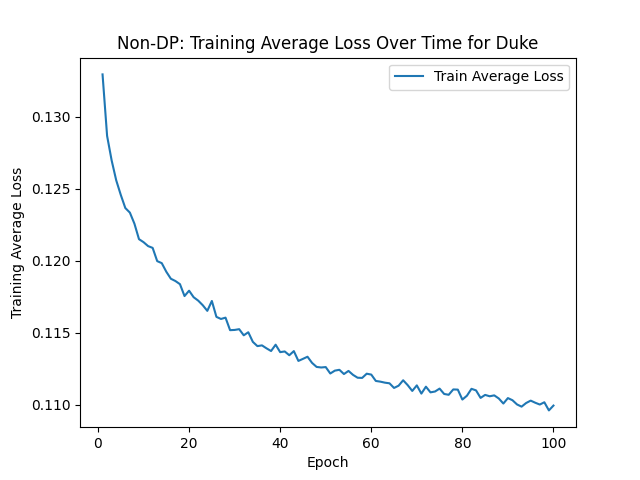 Non-DP: Training Average Loss Over Time for Duke
Train Average Loss
0.130
0.125
0.120
0.115
0.110
Training Average Loss
0 20 40 60 80 100
Epoch